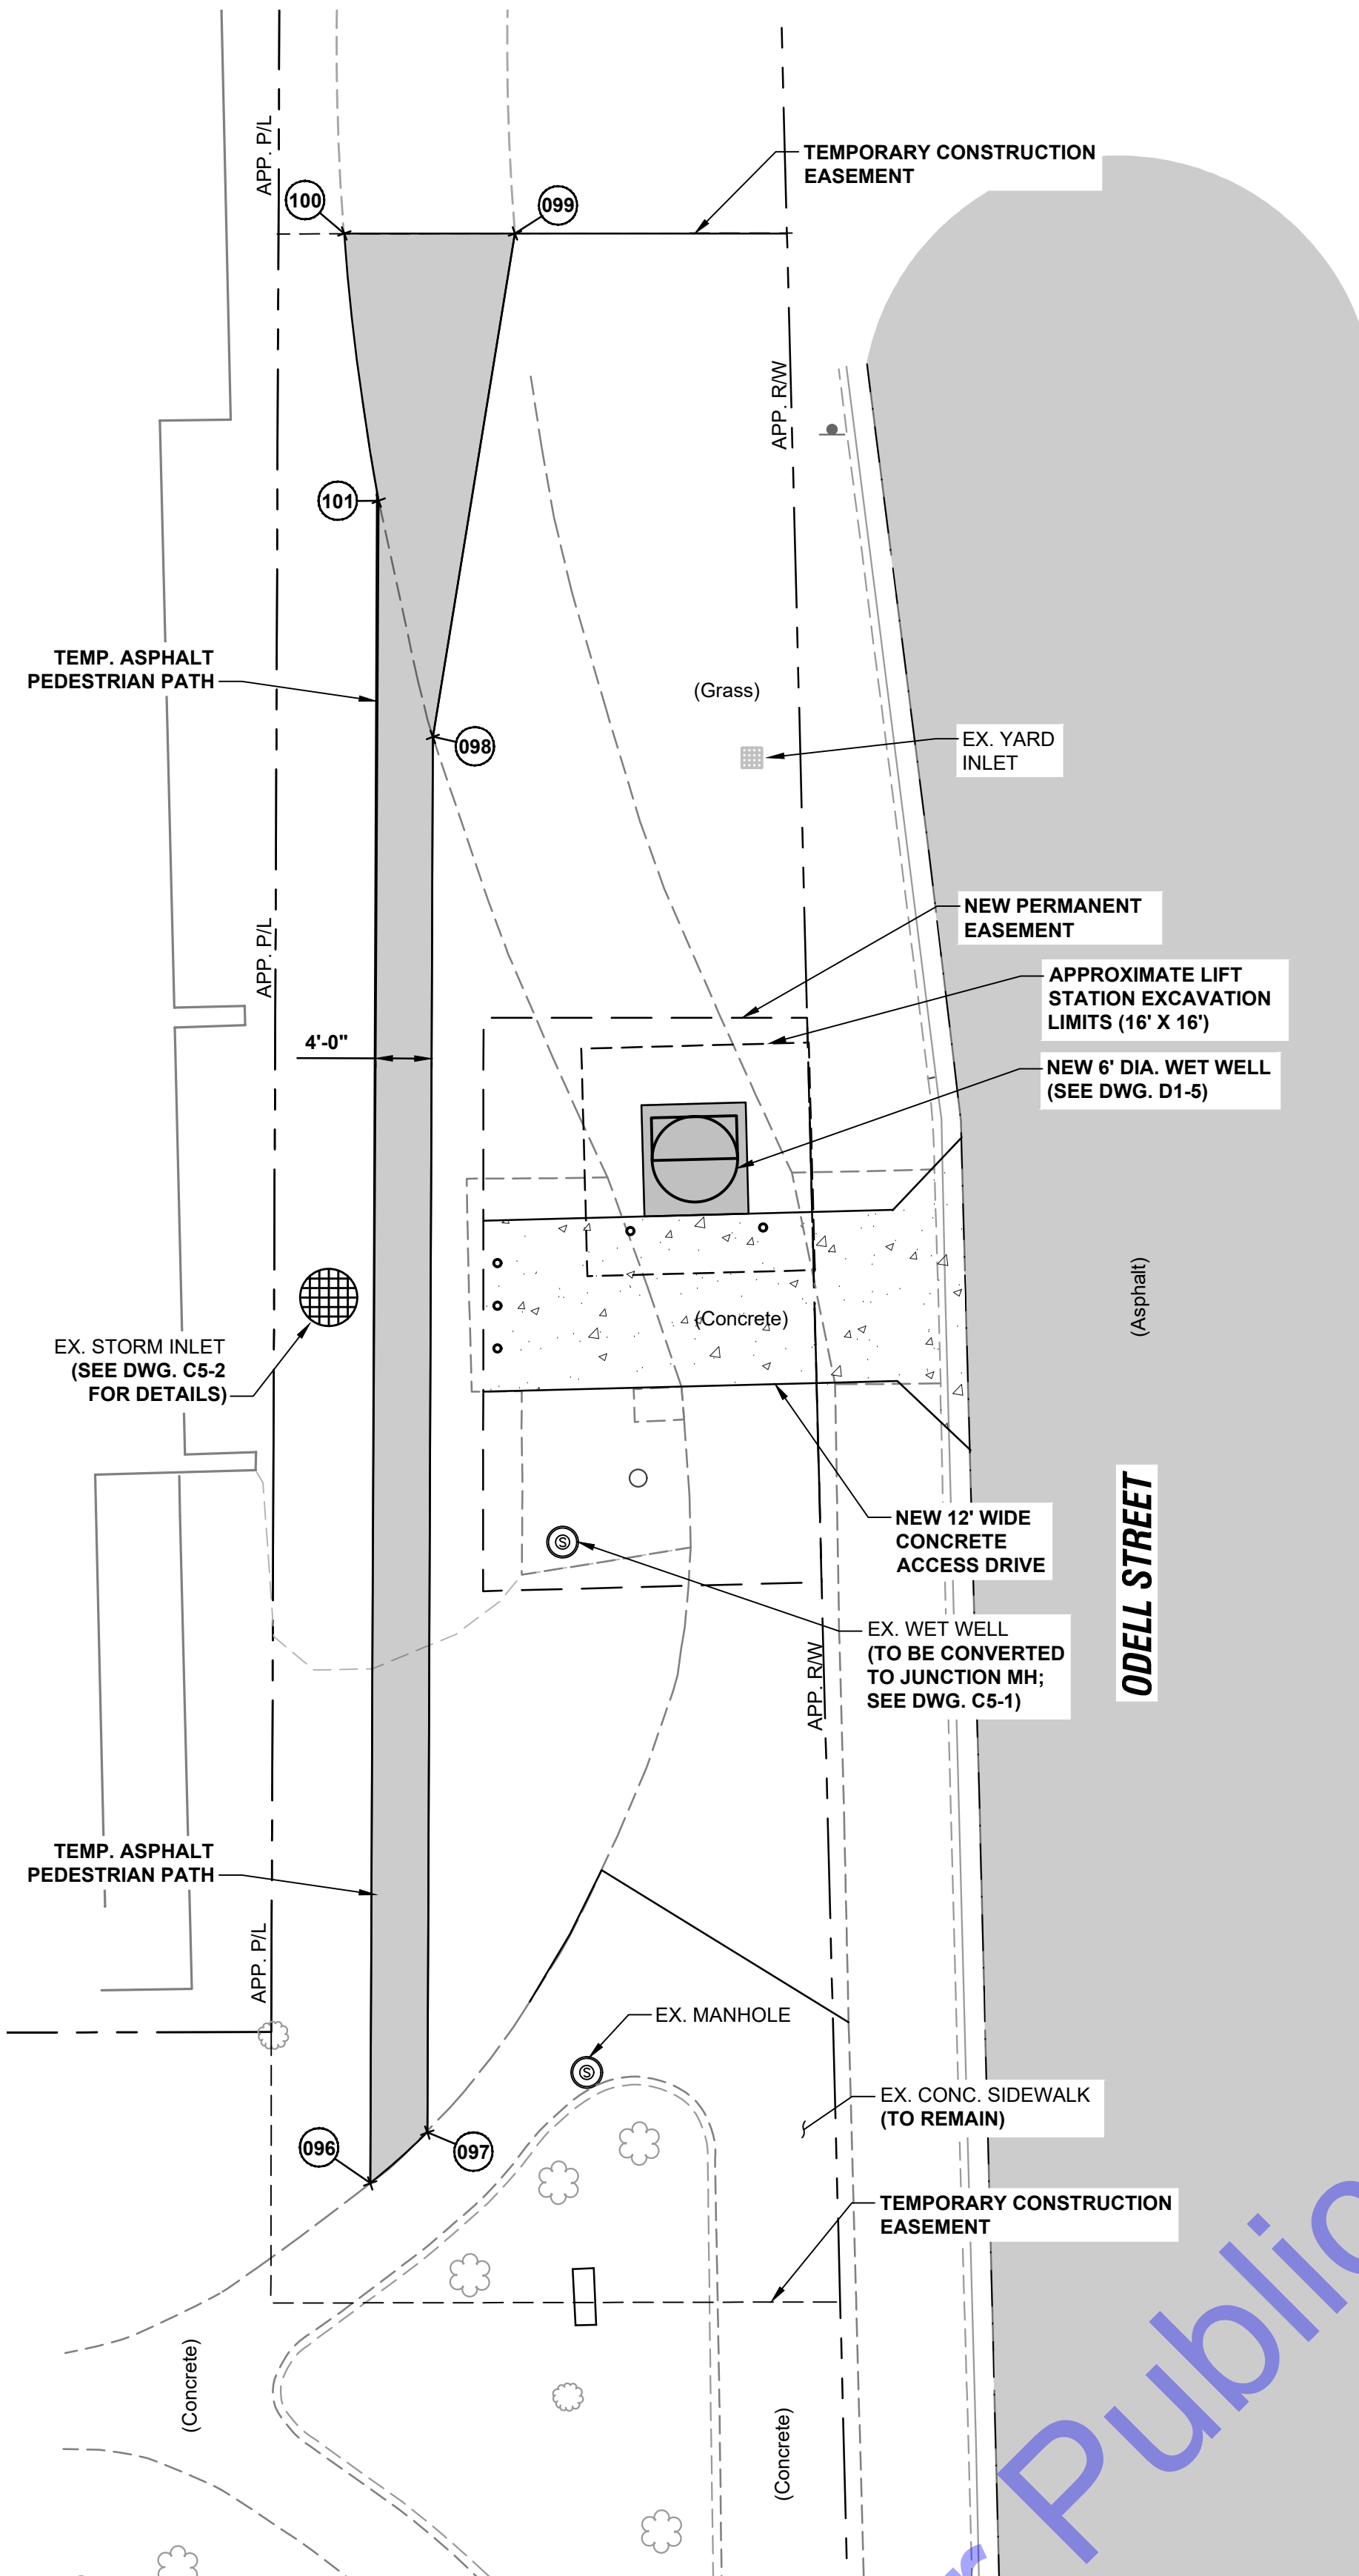 APP. P/L
TEMPORARY CONSTRUCTION
EASEMENT
100
099
APP. R/W
101
TEMP. ASPHALT
PEDESTRIAN PATH
(Grass)
098
EX. YARD
INLET
NEW PERMANENT
EASEMENT
APP. P/L
APPROXIMATE LIFT
STATION EXCAVATION
LIMITS (16' X 16')
4'-0"
NEW 6' DIA. WET WELL
(SEE DWG. D1-5)
(Asphalt)
(Concrete)
EX. STORM INLET
(SEE DWG. C5-2
FOR DETAILS)
NEW 12' WIDE
CONCRETE
ACCESS DRIVE
ODELL STREET
S
EX. WET WELL
(TO BE CONVERTED
TO JUNCTION MH;
SEE DWG. C5-1)
APP. R/W
TEMP. ASPHALT
PEDESTRIAN PATH
APP. P/L
EX. MANHOLE
S
EX. CONC. SIDEWALK
(TO REMAIN)
096
097
TEMPORARY CONSTRUCTION
EASEMENT
(Concrete)
(Concrete)
r Public